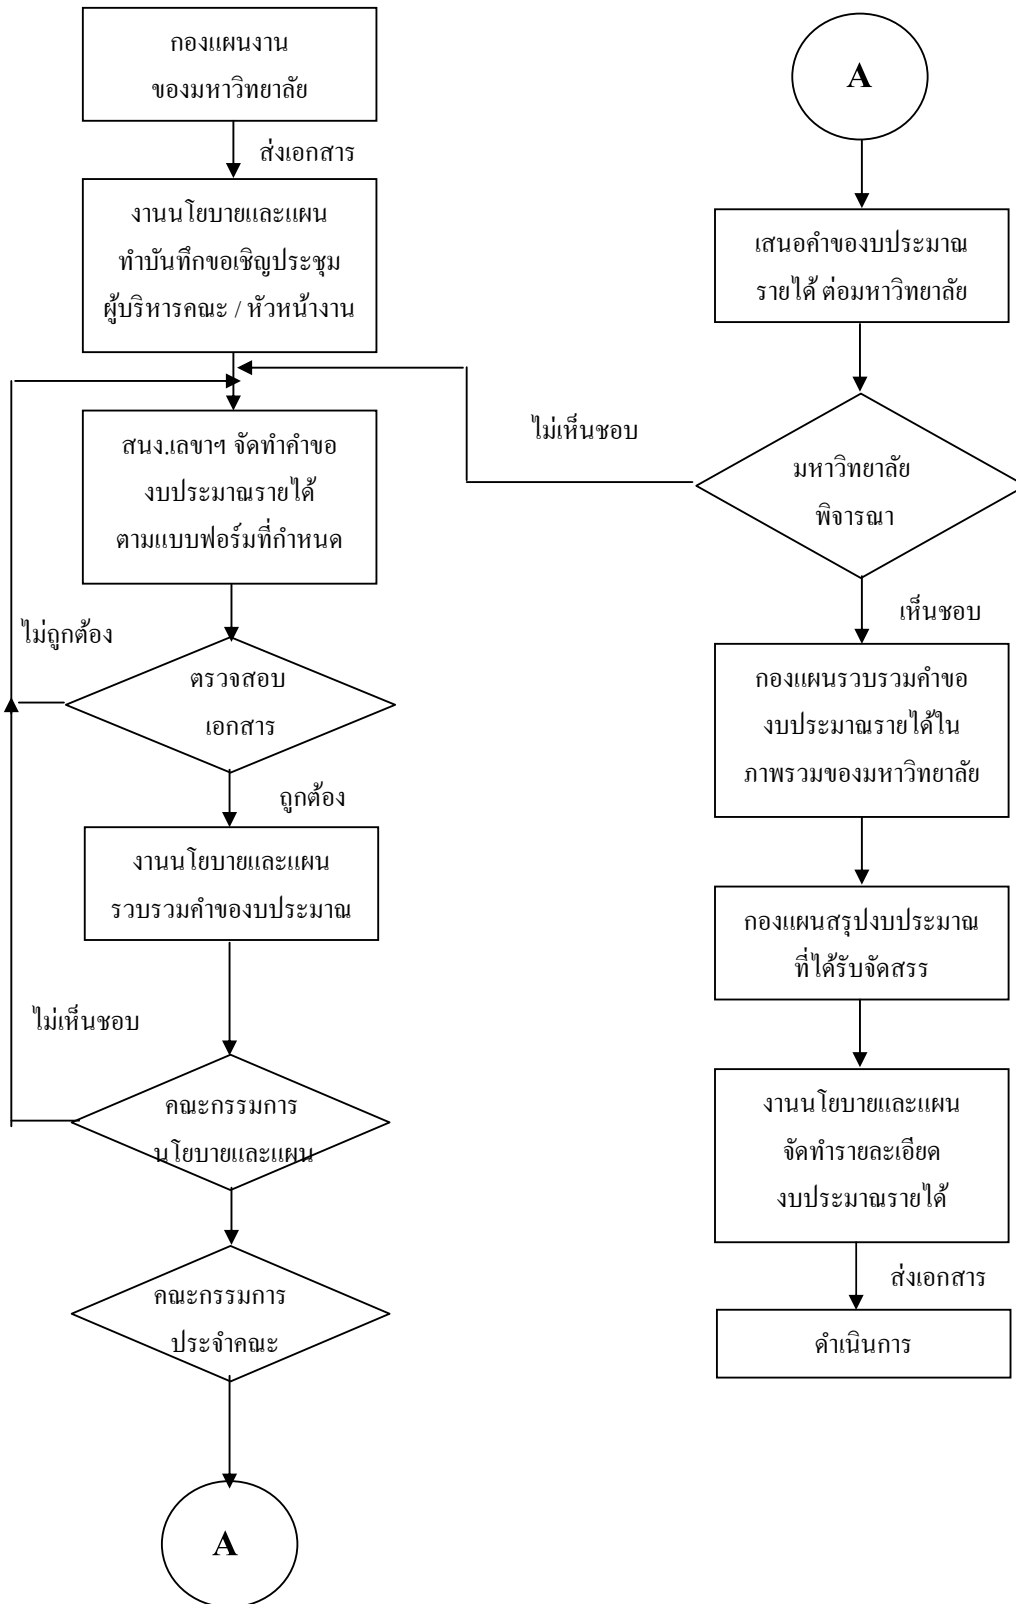 กองแผนงาน
ของมหาวิทยาลัย
ส่งเอกสาร
งานนโยบายและแผน
ทำบันทึกขอเชิญประชุม
ผู้บริหารคณะ / หัวหน้างาน
สนง.เลขาฯ จัดทำคำขอ
งบประมาณรายได้
ตามแบบฟอร์มที่กำหนด
ไม่ถูกต้อง
ตรวจสอบ
เอกสาร
ถูกต้อง
งานนโยบายและแผน
รวบรวมคำของบประมาณ
ไม่เห็นชอบ
คณะกรรมการ
นโยบายและแผน
คณะกรรมการ
ประจำคณะ
A
A
เสนอคำของบประมาณ
รายได้ ต่อมหาวิทยาลัย
ไม่เห็นชอบ
มหาวิทยาลัย
พิจารณา
เห็นชอบ
กองแผนรวบรวมคำขอ
งบประมาณรายได้ใน
ภาพรวมของมหาวิทยาลัย
กองแผนสรุปงบประมาณ
ที่ได้รับจัดสรร
งานนโยบายและแผน
จัดทำรายละเอียด
งบประมาณรายได้
ส่งเอกสาร
ดำเนินการ